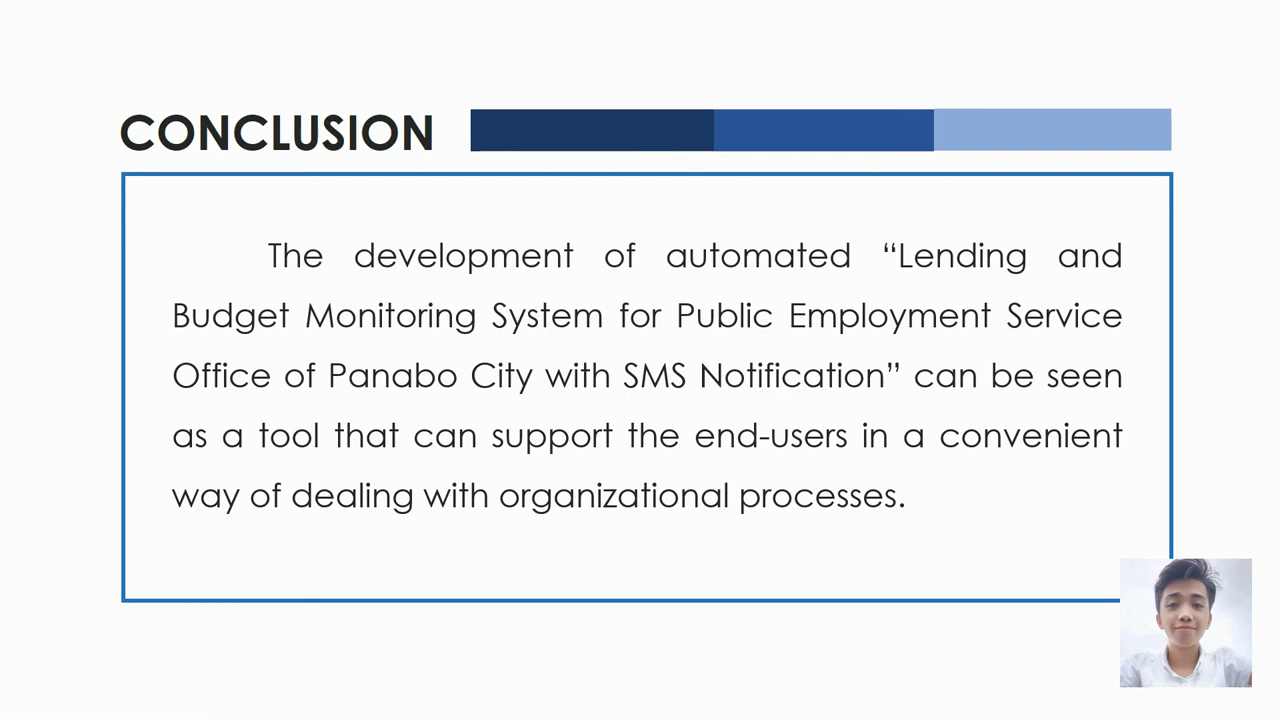 CONCLUSION
The development of automated “Lending and
Budget Monitoring System for Public Employment Service
Office of Panabo City with SMS Notification” can be seen
as a tool that can support the end-users in a convenient
way of dealing with organizational processes.